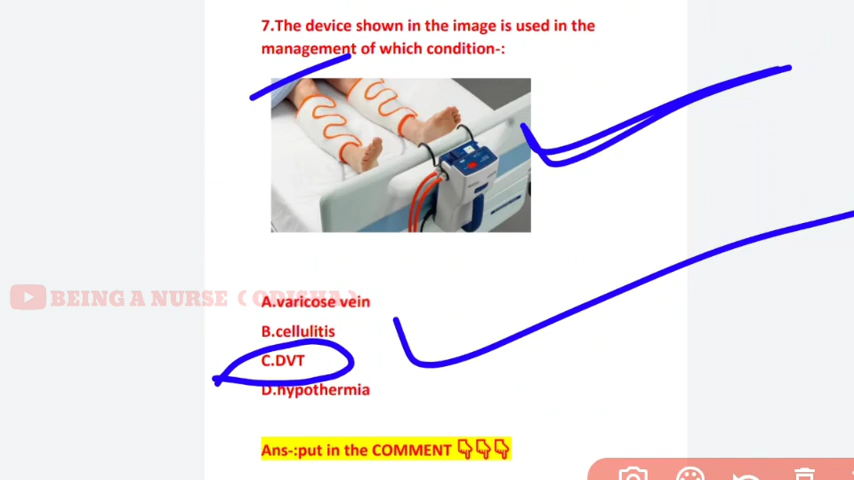 7.The device shown in the image is used in the
management of which condition-:
BEING A NURSE ( ODISHA )
A.varicose vein
B.cellulitis
C.DVT
D.hypothermia
Ans-:put in the COMMENT 👇👇👇